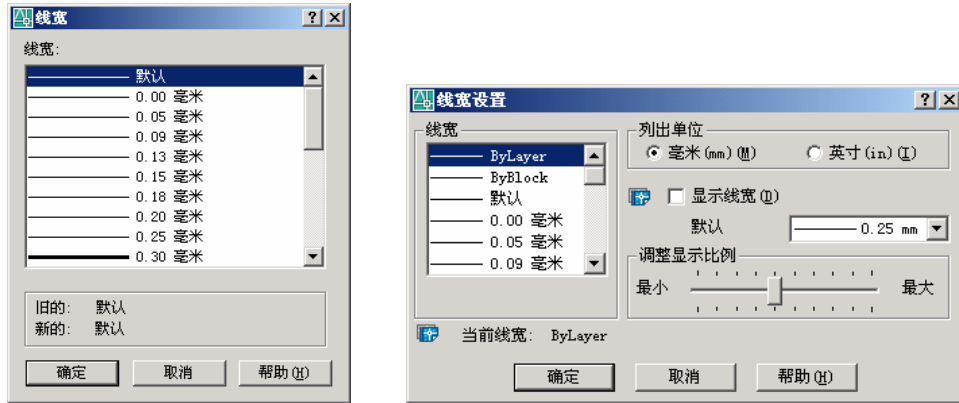 线宽
线宽:
默认
0.00 毫米
0.05 毫米
0.09 毫米
0.13 毫米
0.15 毫米
0.18 毫米
0.20 毫米
0.25 毫米
0.30 毫米
旧的: 默认
新的: 默认
确定 取消 帮助(H)
线宽设置
线宽
ByLayer
ByBlock
默认
0.00 毫米
0.05 毫米
0.09 毫米
列出单位
毫米(mm)(M) 英寸(in)(I)
显示线宽(D)
默认 0.25 mm
调整显示比例
最小 最大
当前线宽: ByLayer
确定 取消 帮助(H)